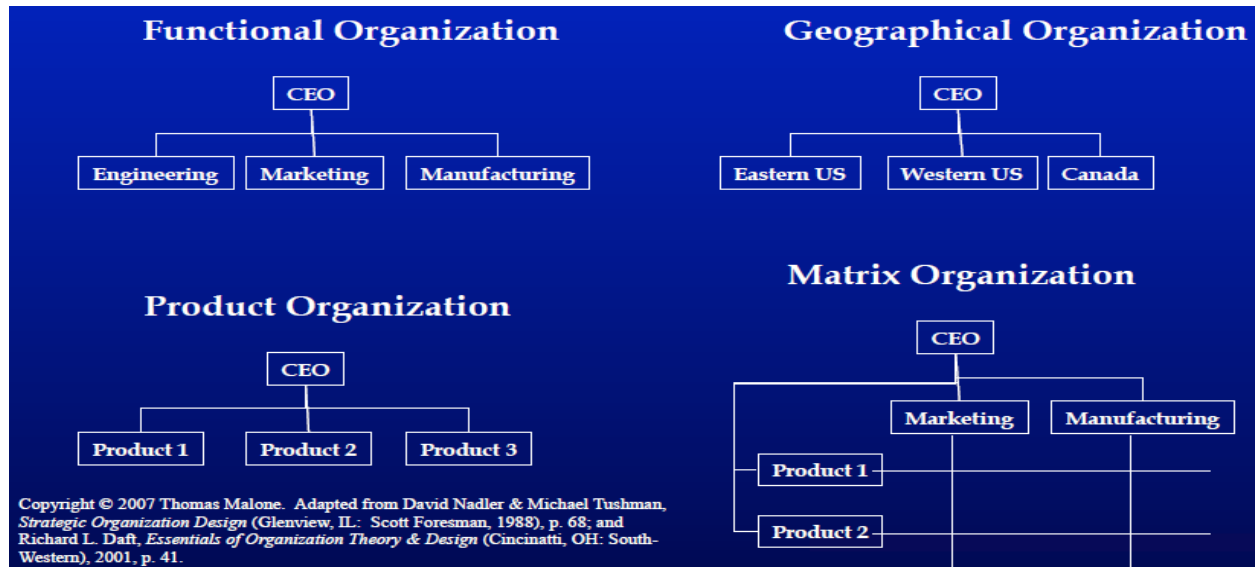 Functional Organization
CEO
Engineering Marketing Manufacturing
Geographical Organization
CEO
Eastern US Western US Canada
Product Organization
CEO
Product 1 Product 2 Product 3
Matrix Organization
CEO
Marketing Manufacturing
Product 1
Product 2
Copyright © 2007 Thomas Malone. Adapted from David Nadler & Michael Tushman,
Strategic Organization Design (Glenview, IL: Scott Foresman, 1988), p. 68; and
Richard L. Daft, Essentials of Organization Theory & Design (Cincinatti, OH: South-
Western), 2001, p. 41.